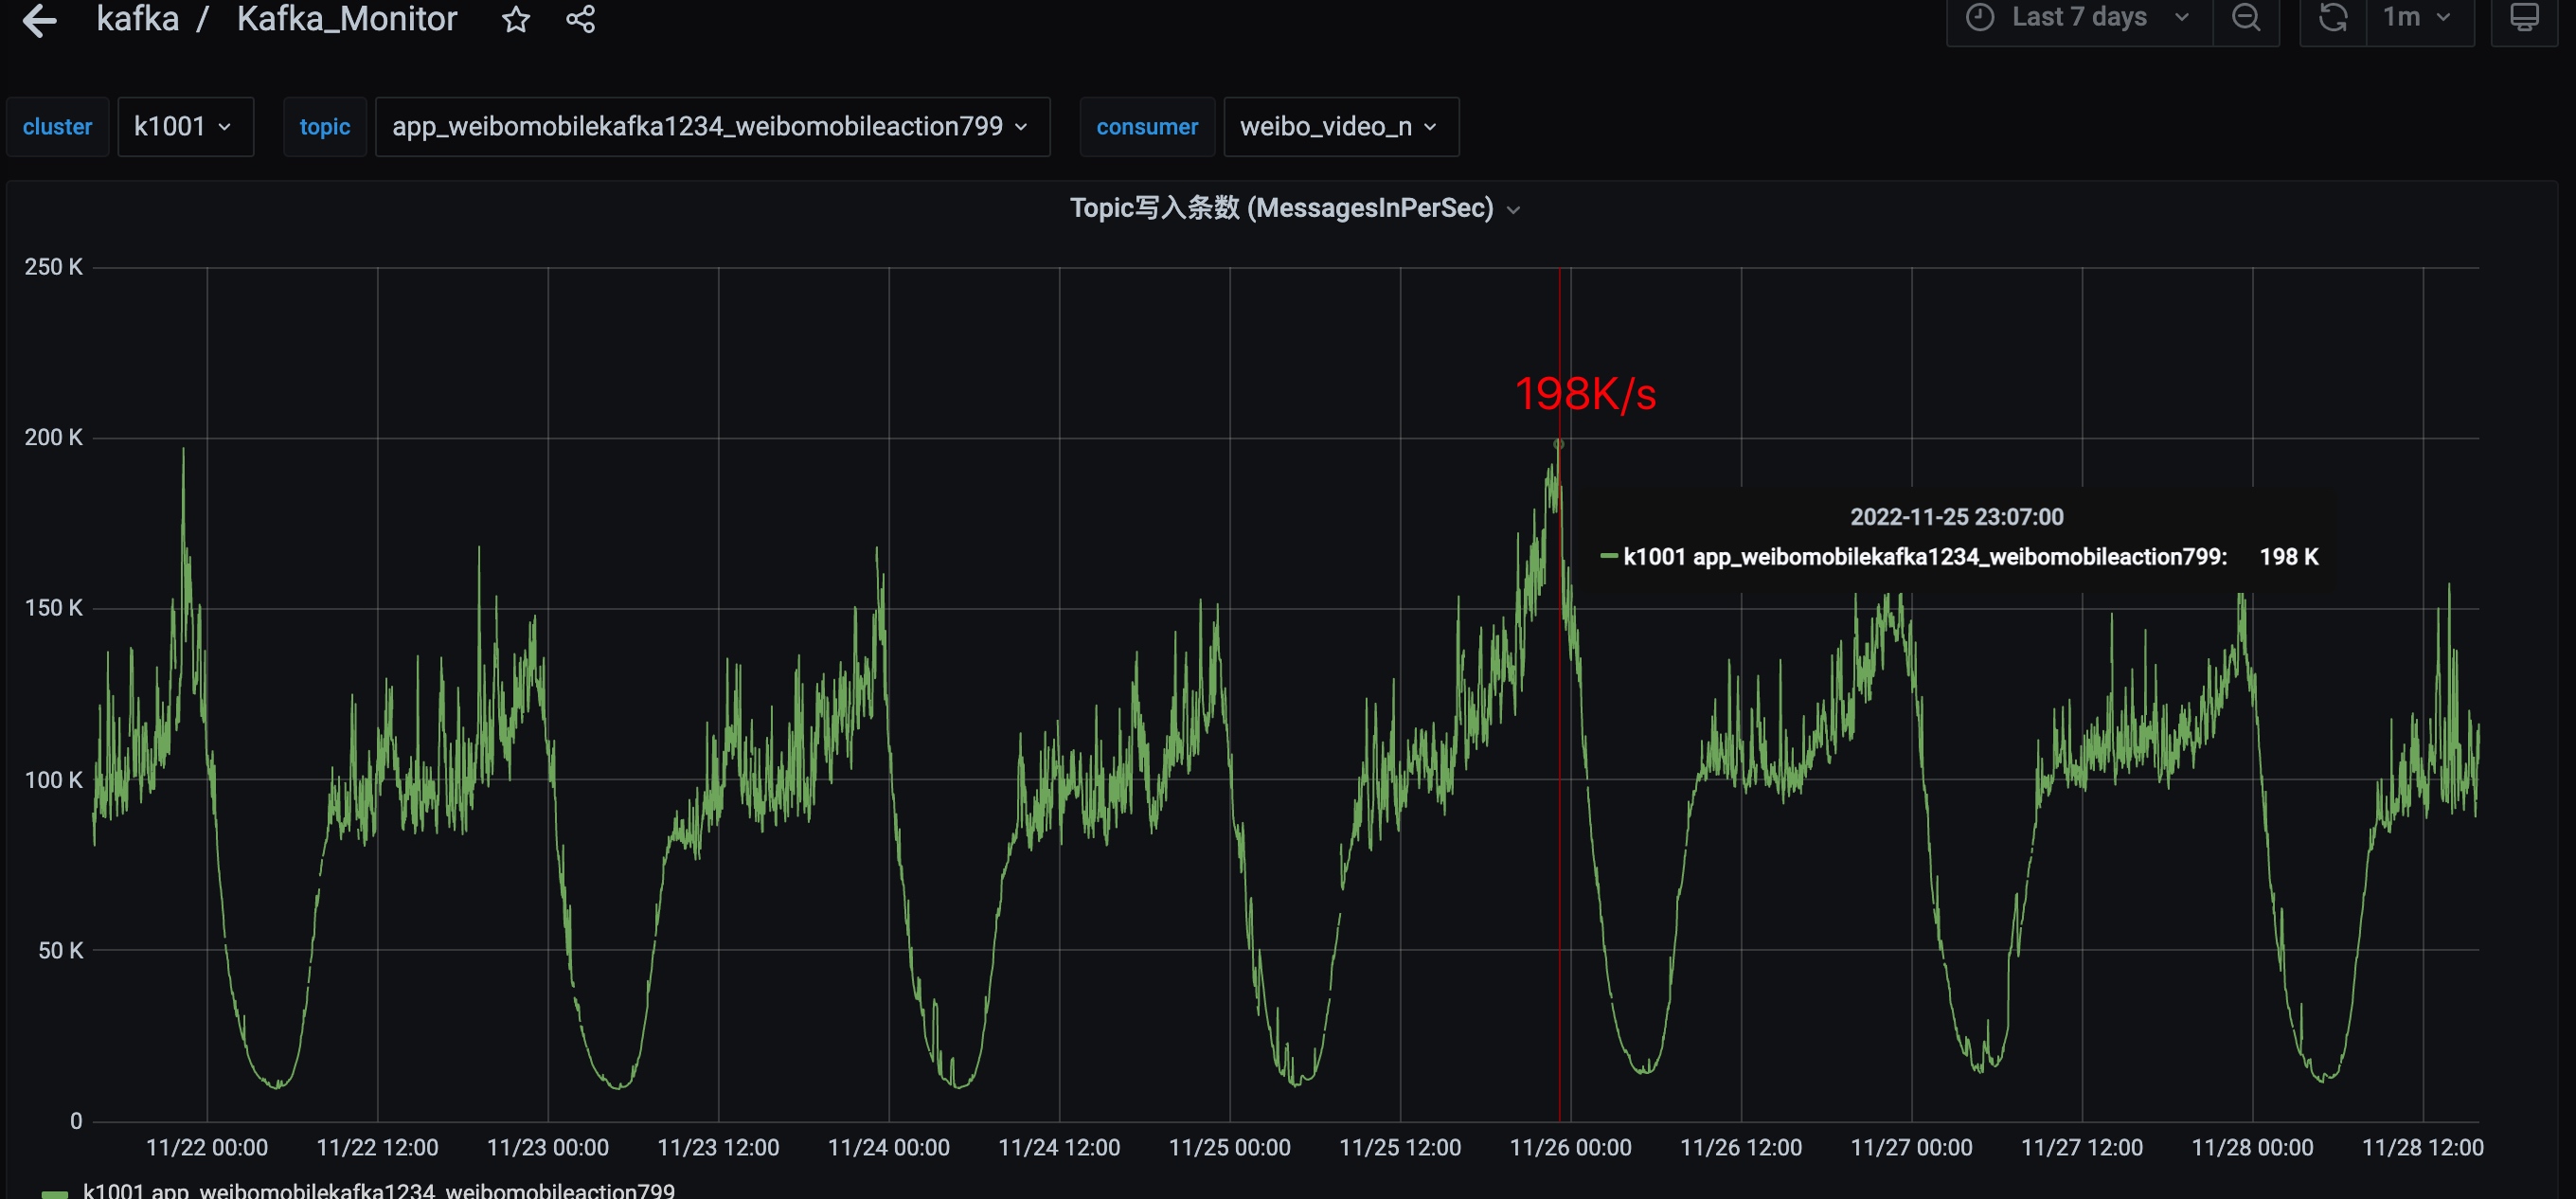 kafka / Kafka_Monitor
Last 7 days
1m
cluster
k1001
topic
app_weibomobilekafka1234_weibomobileaction799
consumer
weibo_video_n
Topic写入条数 (MessagesInPerSec)
250 K
200 K
150 K
100 K
50 K
0
198K/s
2022-11-25 23:07:00
k1001 app_weibomobilekafka1234_weibomobileaction799: 198 K
11/22 00:00
11/22 12:00
11/23 00:00
11/23 12:00
11/24 00:00
11/24 12:00
11/25 00:00
11/25 12:00
11/26 00:00
11/26 12:00
11/27 00:00
11/27 12:00
11/28 00:00
11/28 12:00
k1001 app_weibomobilekafka1234_weibomobileaction799